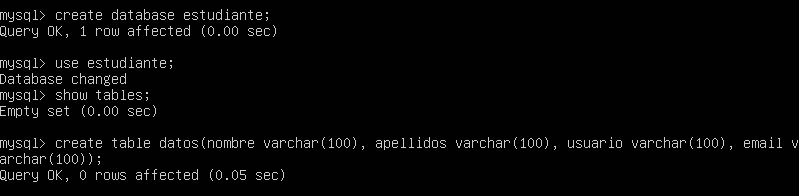 mysql> create database estudiante;
Query OK, 1 row affected (0.00 sec)
mysql> use estudiante;
Database changed
mysql> show tables;
Empty set (0.00 sec)
mysql> create table datos(nombre varchar(100), apellidos varchar(100), usuario varchar(100), email v
archar(100));
Query OK, 0 rows affected (0.05 sec)